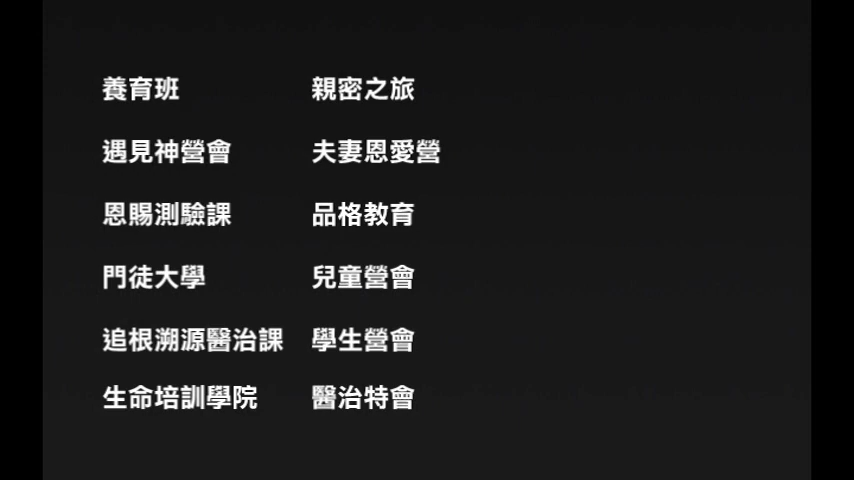 養育班 親密之旅
遇見神營會 夫妻恩愛營
恩賜測驗課 品格教育
門徒大學 兒童營會
追根溯源醫治課 學生營會
生命培訓學院 醫治特會